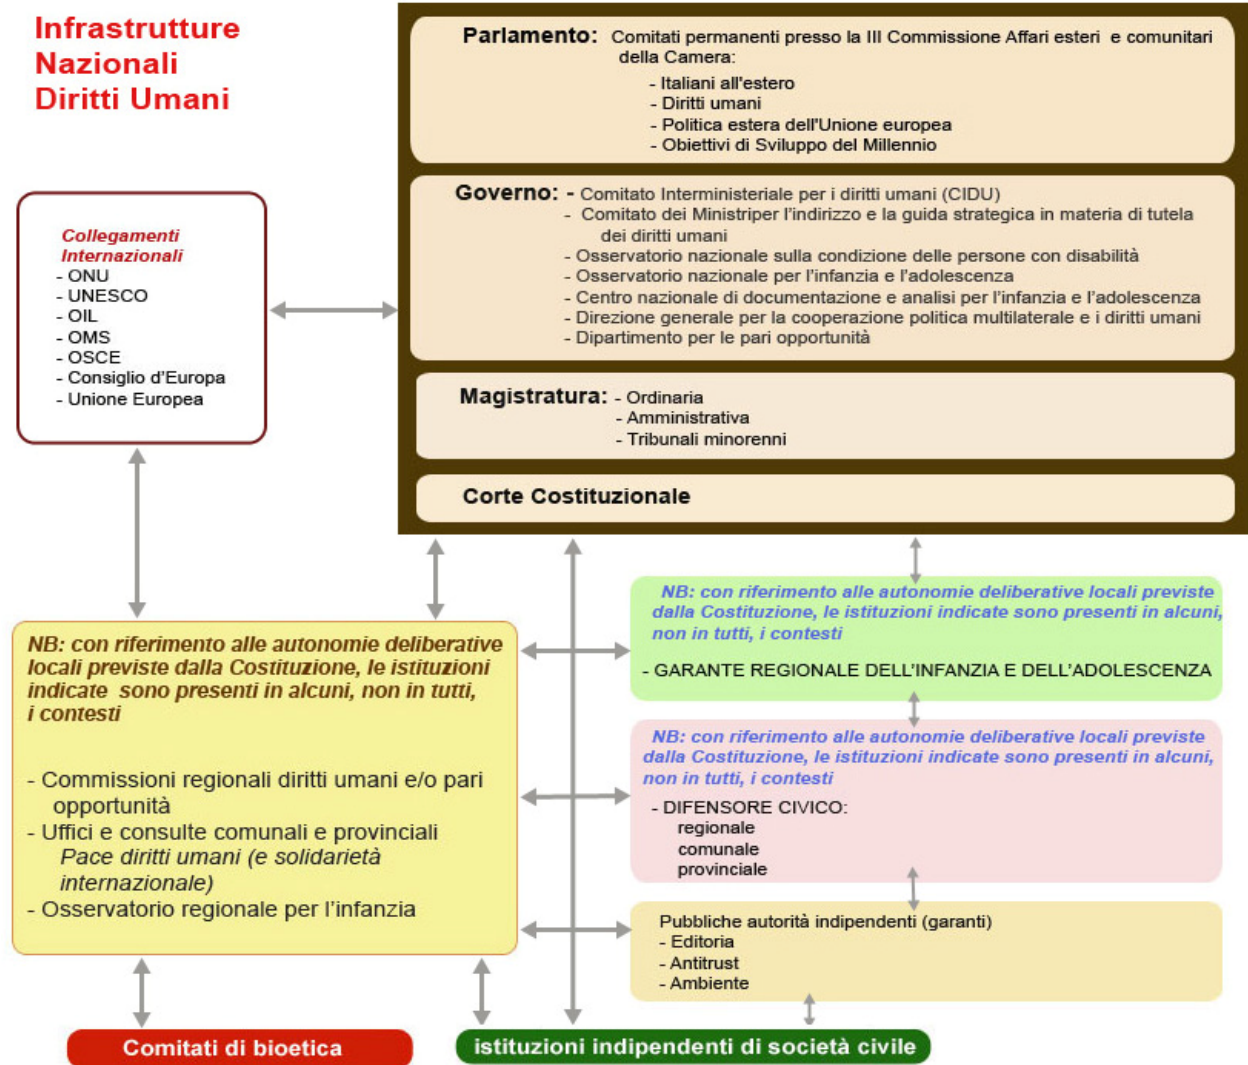 Infrastrutture
Nazionali
Diritti Umani
Parlamento: Comitati permanenti presso la III Commissione Affari esteri e comunitari
della Camera:
- Italiani all'estero
- Diritti umani
- Politica estera dell'Unione europea
- Obiettivi di Sviluppo del Millennio
Governo: - Comitato Interministeriale per i diritti umani (CIDU)
- Comitato dei Ministriper l'indirizzo e la guida strategica in materia di tutela
dei diritti umani
- Osservatorio nazionale sulla condizione delle persone con disabilità
- Osservatorio nazionale per l'infanzia e l'adolescenza
- Centro nazionale di documentazione e analisi per l'infanzia e l'adolescenza
- Direzione generale per la cooperazione politica multilaterale e i diritti umani
- Dipartimento per le pari opportunità
Magistratura: - Ordinaria
- Amministrativa
- Tribunali minorenni
Corte Costituzionale
Collegamenti
Internazionali
- ONU
- UNESCO
- OIL
- OMS
- OSCE
- Consiglio d'Europa
- Unione Europea
NB: con riferimento alle autonomie deliberative
locali previste dalla Costituzione, le istituzioni
indicate sono presenti in alcuni, non in tutti,
i contesti
- Commissioni regionali diritti umani e/o pari
opportunità
- Uffici e consulte comunali e provinciali
Pace diritti umani (e solidarietà
internazionale)
- Osservatorio regionale per l'infanzia
NB: con riferimento alle autonomie deliberative locali previste
dalla Costituzione, le istituzioni indicate sono presenti in alcuni,
non in tutti, i contesti
- GARANTE REGIONALE DELL'INFANZIA E DELL'ADOLESCENZA
NB: con riferimento alle autonomie deliberative locali previste
dalla Costituzione, le istituzioni indicate sono presenti in alcuni,
non in tutti, i contesti
- DIFENSORE CIVICO:
regionale
comunale
provinciale
Pubbliche autorità indipendenti (garanti)
- Editoria
- Antitrust
- Ambiente
Comitati di bioetica
istituzioni indipendenti di società civile